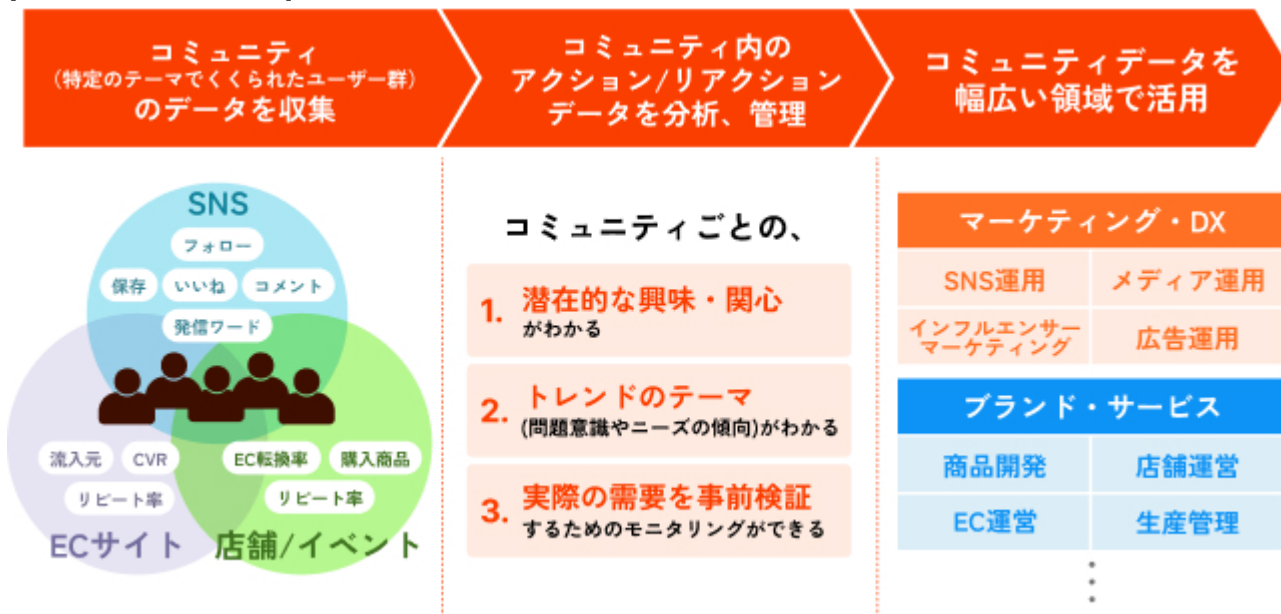 コミュニティ
(特定のテーマでくくられたユーザー群)
のデータを収集
コミュニティ内の
アクション/リアクション
データを分析、管理
コミュニティデータを
幅広い領域で活用
SNS
フォロー
保存 いいね コメント
発信ワード
流入元 CVR
リピート率
ECサイト
EC転換率 購入商品
リピート率
店舗/イベント
コミュニティごとの、
1. 潜在的な興味・関心
がわかる
2. トレンドのテーマ
(問題意識やニーズの傾向)がわかる
3. 実際の需要を事前検証
するためのモニタリングができる
マーケティング・DX
SNS運用 メディア運用
インフルエンサー
マーケティング
広告運用
ブランド・サービス
商品開発 店舗運営
EC運営 生産管理